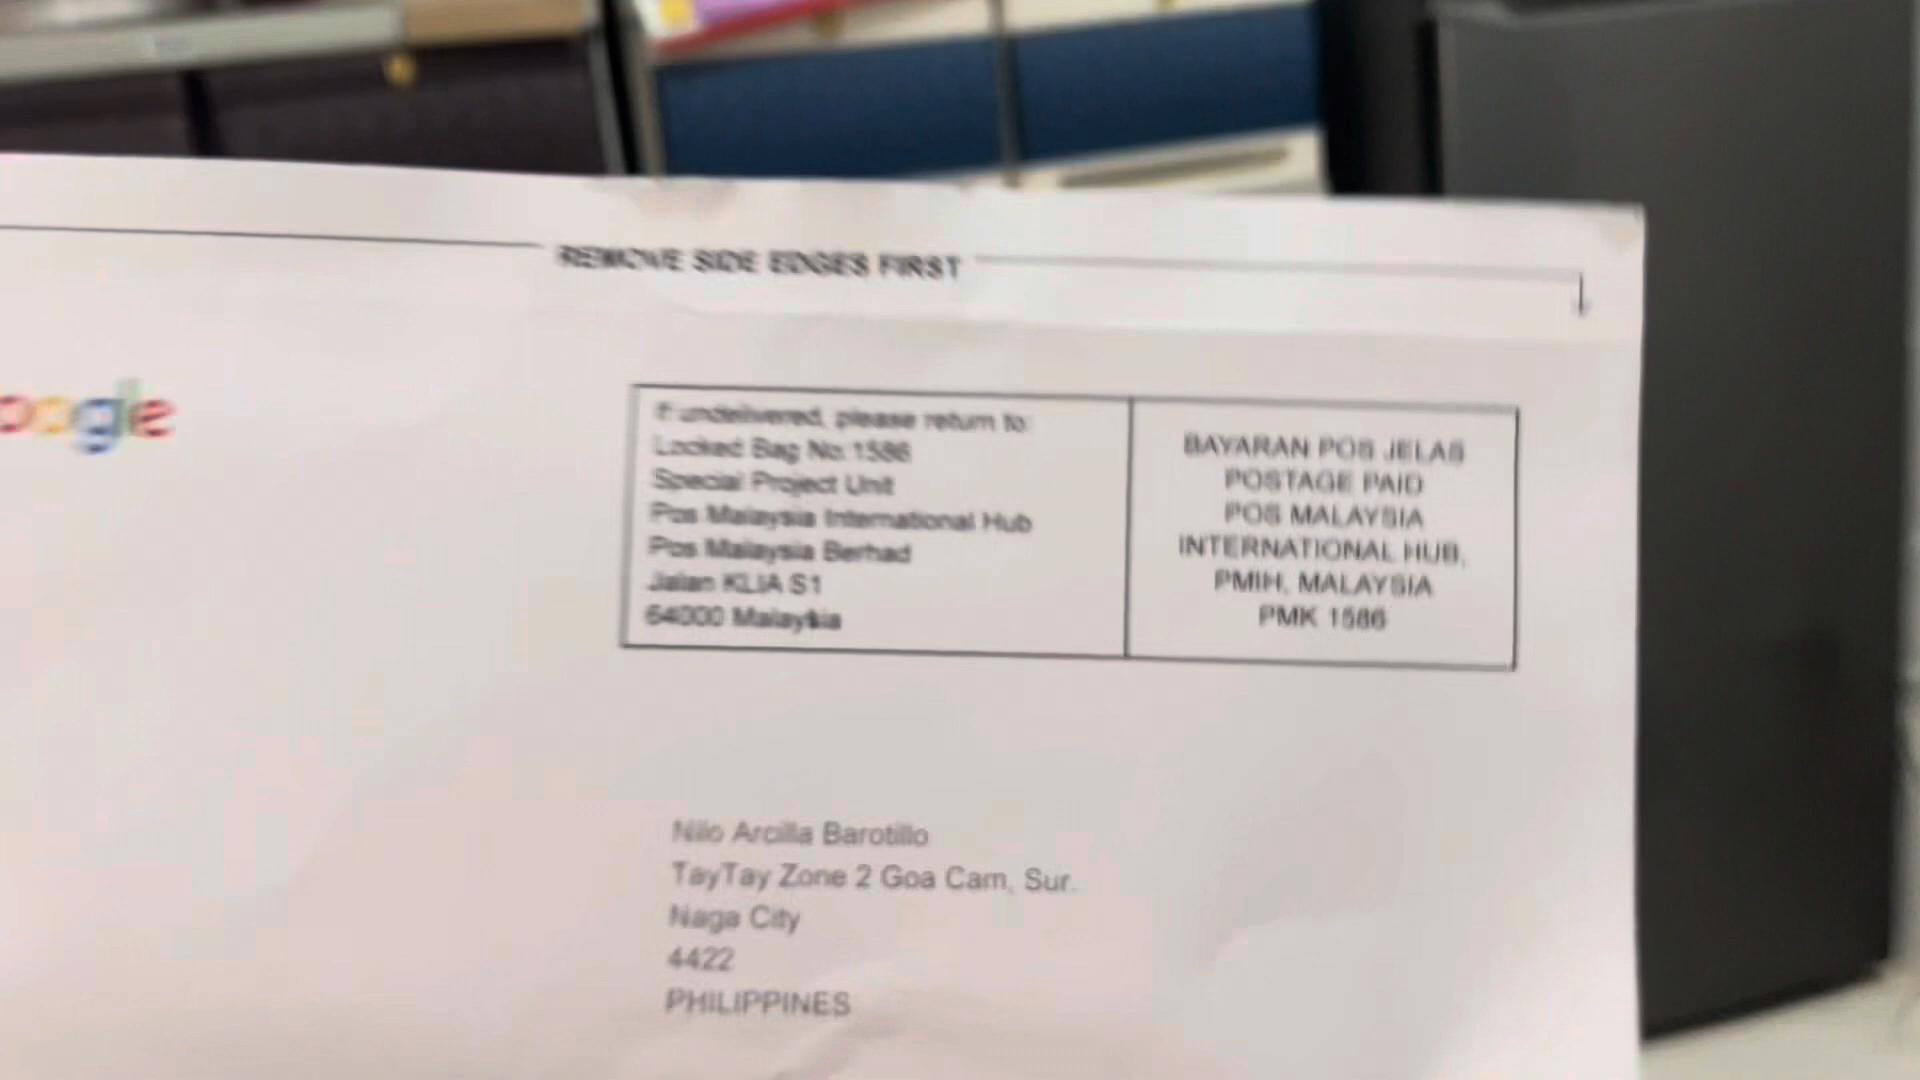 REMOVE SIDE EDGES FIRST
oogle
If undelivered, please return to:
Locked Bag No.1586
Special Project Unit
Pos Malaysia International Hub
Pos Malaysia Berhad
Jalan KLIA S1
64000 Malaysia
BAYARAN POS JELAS
POSTAGE PAID
POS MALAYSIA
INTERNATIONAL HUB,
PMIH, MALAYSIA
PMK 1586
Nilo Arcilla Barotillo
TayTay Zone 2 Goa Cam, Sur.
Naga City
4422
PHILIPPINES